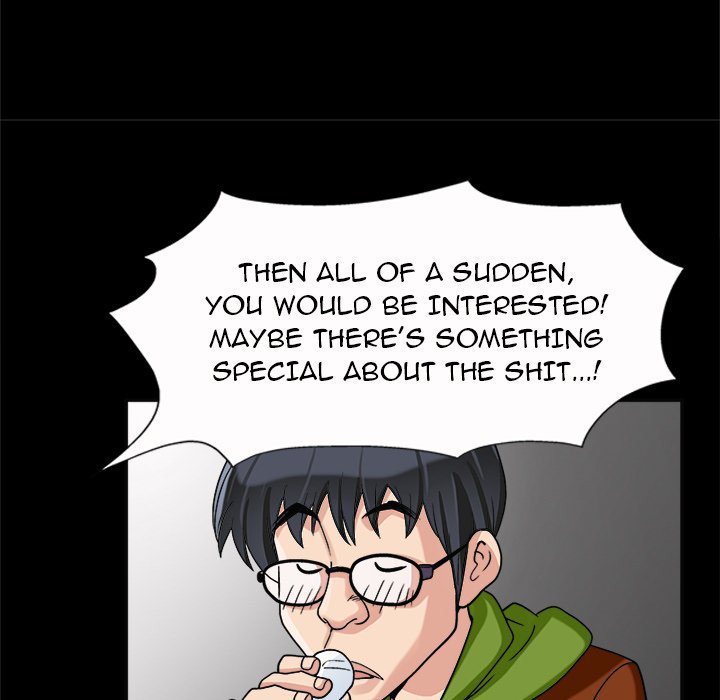 THEN ALL OF A SUDDEN,
YOU WOULD BE INTERESTED!
MAYBE THERE'S SOMETHING
SPECIAL ABOUT THE SHIT...!